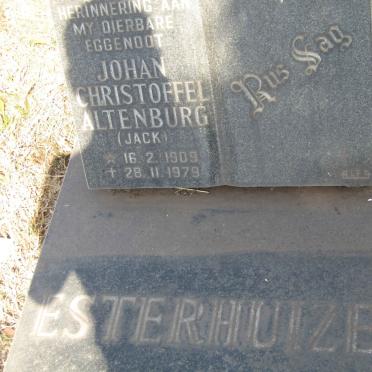 HERINNERING AAN
MY DIERBARE
EGGENOOT
JOHAN
CHRISTOFFEL
ALTENBURG
(JACK)
☆ 16.2.1909
✝ 28.11.1979
Rus Sag
ESTERHUIZE